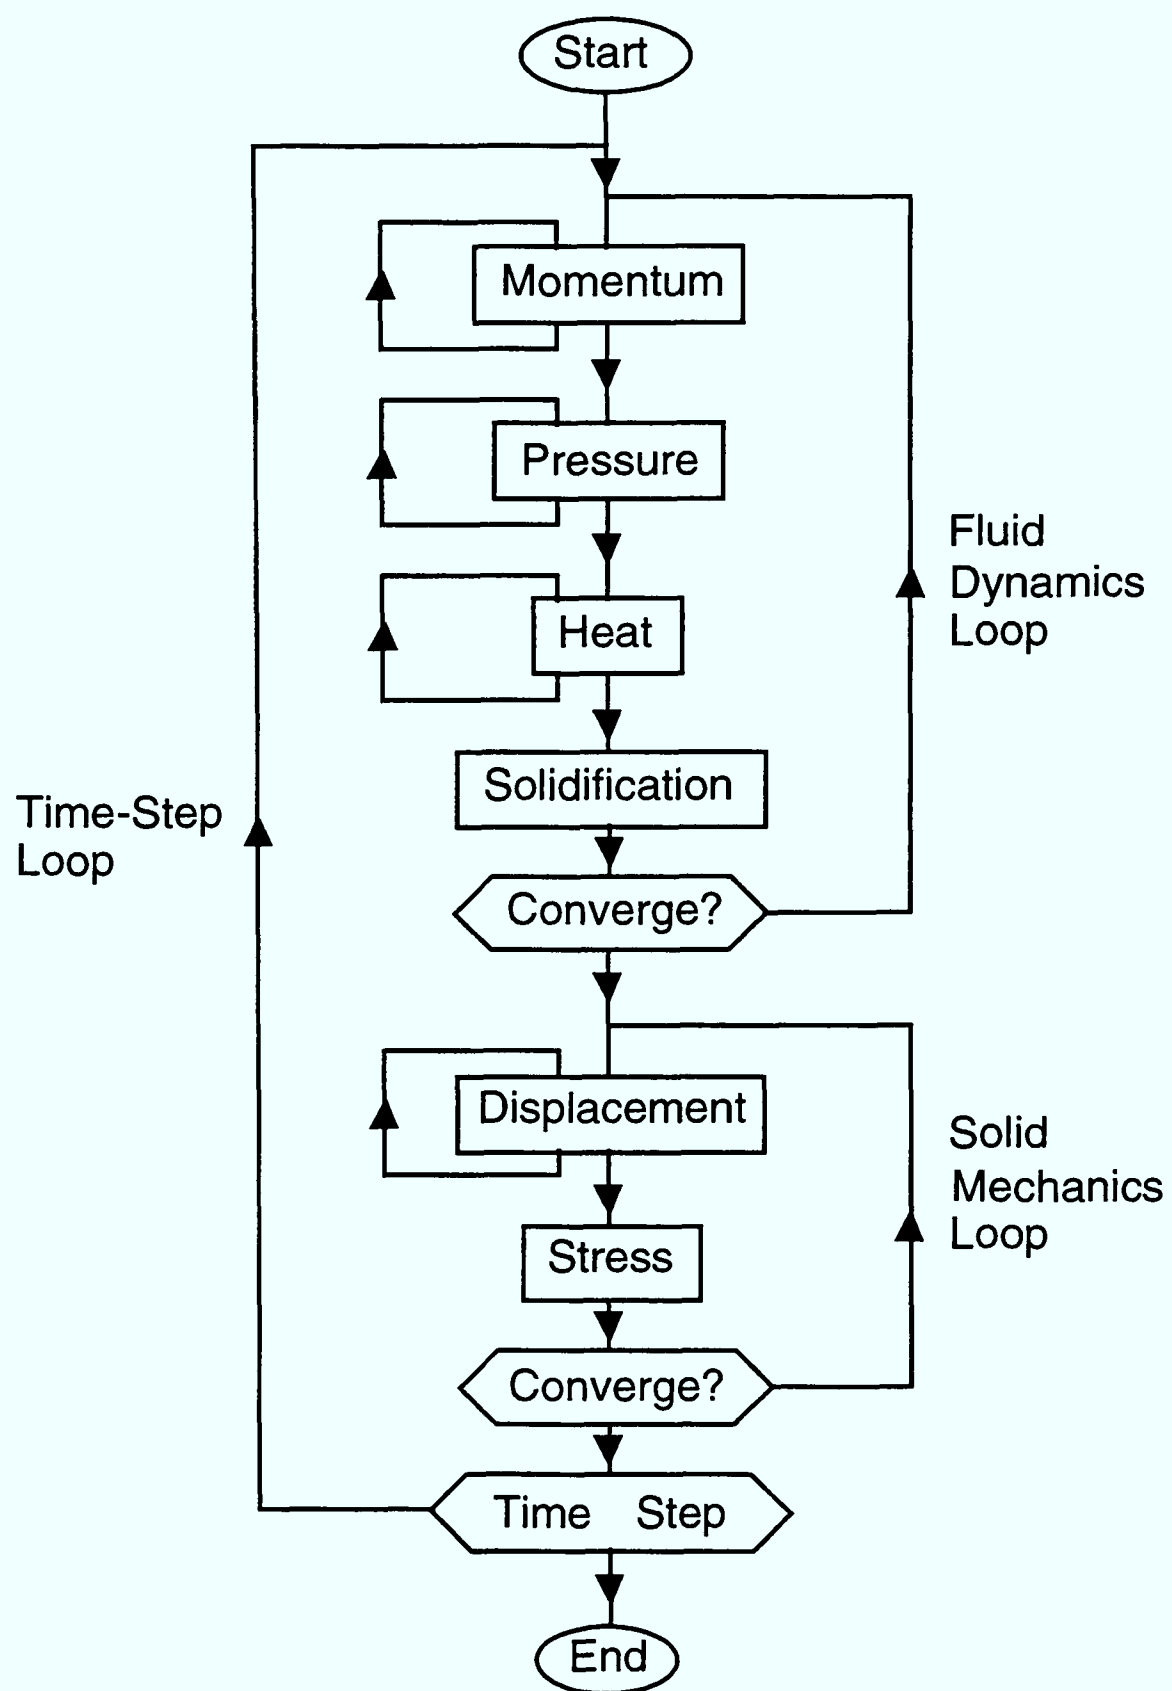 Start
Momentum
Pressure
Fluid
Dynamics
Loop
Heat
Solidification
Time-Step
Loop
Converge?
Displacement
Solid
Mechanics
Loop
Stress
Converge?
Time Step
End